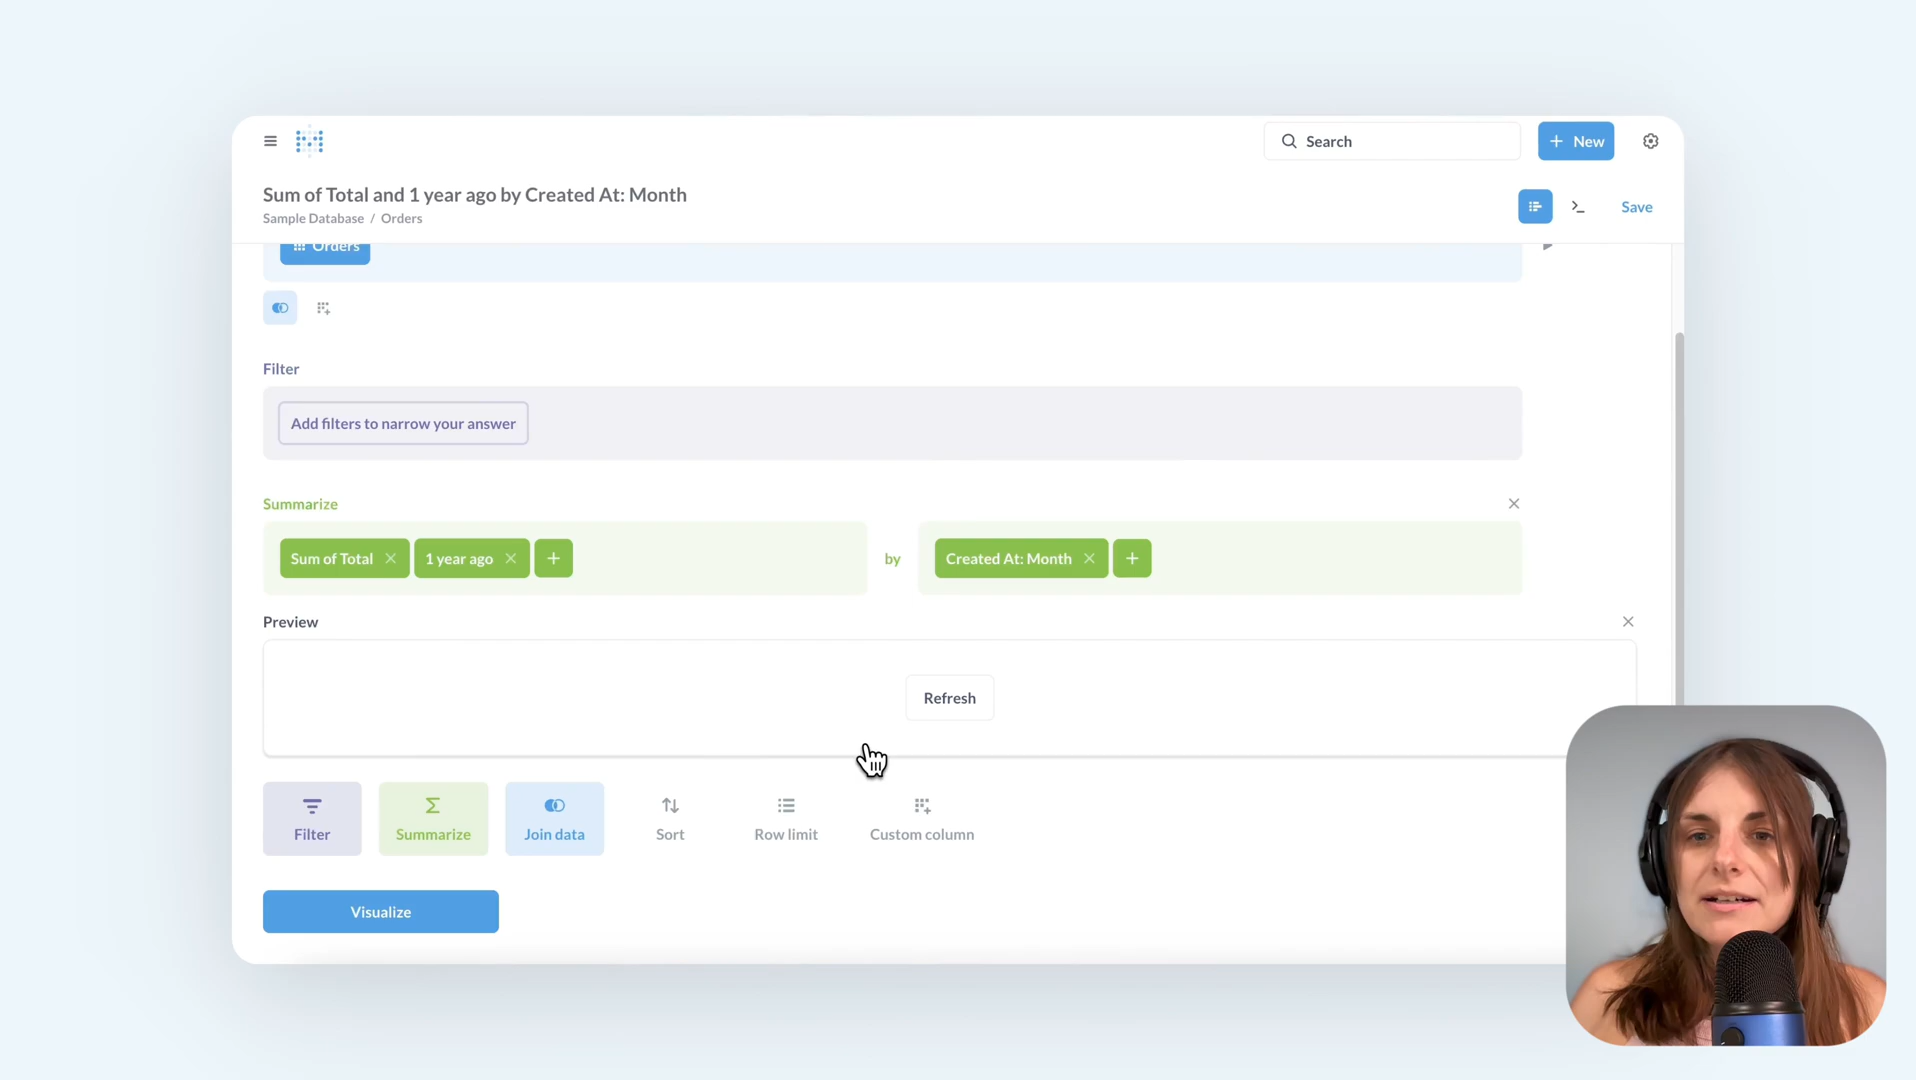 Search
New
Sum of Total and 1 year ago by Created At: Month
Save
Sample Database / Orders
Orders
Filter
Add filters to narrow your answer
Summarize
Sum of Total
1 year ago
by
Created At: Month
Preview
Refresh
Filter
Summarize
Join data
Sort
Row limit
Custom column
Visualize